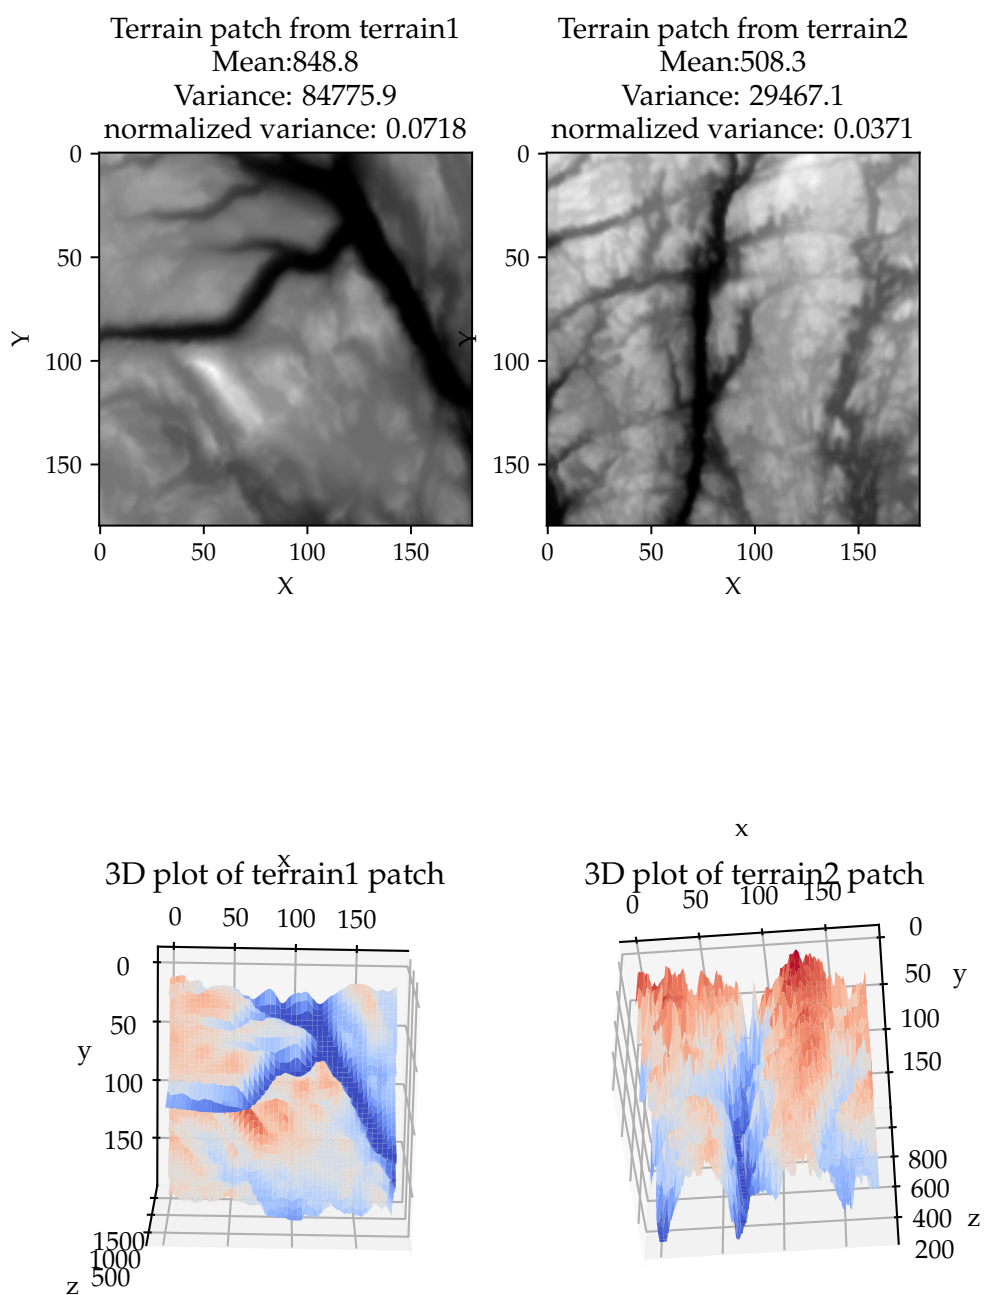 Terrain patch from terrain1
Mean:848.8
Variance: 84775.9
normalized variance: 0.0718
Terrain patch from terrain2
Mean:508.3
Variance: 29467.1
normalized variance: 0.0371
0
50
100
150
Y
0 50 100 150
X
0
50
100
150
Y
0 50 100 150
X
x
3D plot of terrain1 patch
0 50 100 150
0
50
100
150
y
1500
1000
500
z
x
3D plot of terrain2 patch
0 50 100 150
0
50
100
150
y
800
600
400
200
z